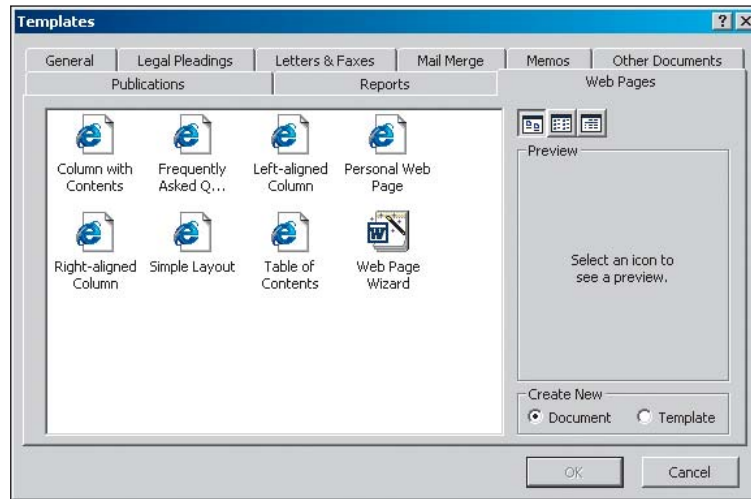 Templates
General Legal Pleadings Letters & Faxes Mail Merge Memos Other Documents
Publications Reports Web Pages
Column with
Contents
Frequently
Asked Q...
Left-aligned
Column
Personal Web
Page
Right-aligned
Column
Simple Layout
Table of
Contents
Web Page
Wizard
Preview
Select an icon to
see a preview.
Create New
Document Template
OK Cancel